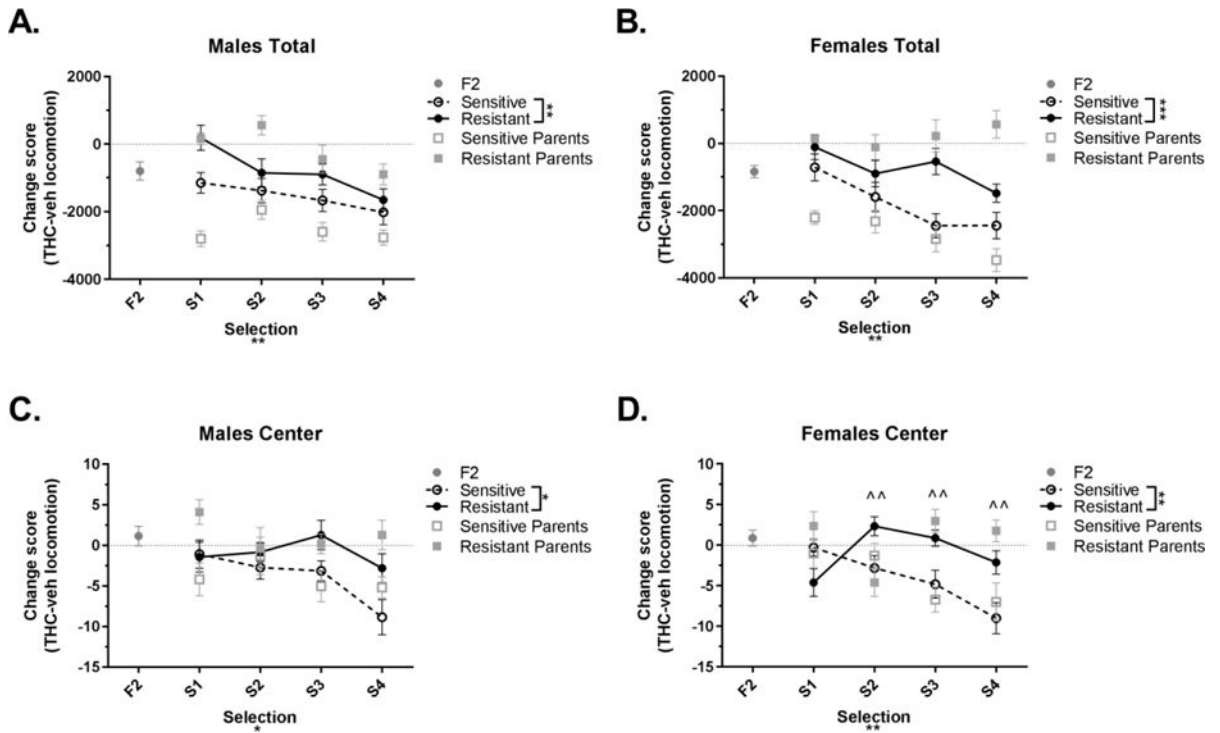 A.
Males Total
Change score
(THC-veh locomotion)
2000
0
-2000
-4000
F2
S1
S2
S3
S4
Selection
**
F2
Sensitive
Resistant
**
Sensitive Parents
Resistant Parents
B.
Females Total
Change score
(THC-veh locomotion)
2000
0
-2000
-4000
F2
S1
S2
S3
S4
Selection
**
F2
Sensitive
Resistant
***
Sensitive Parents
Resistant Parents
C.
Males Center
Change score
(THC-veh locomotion)
10
5
0
-5
-10
-15
F2
S1
S2
S3
S4
Selection
*
F2
Sensitive
Resistant
*
Sensitive Parents
Resistant Parents
D.
Females Center
Change score
(THC-veh locomotion)
10
5
0
-5
-10
-15
^^ ^^ ^^
F2
S1
S2
S3
S4
Selection
**
F2
Sensitive
Resistant
**
Sensitive Parents
Resistant Parents